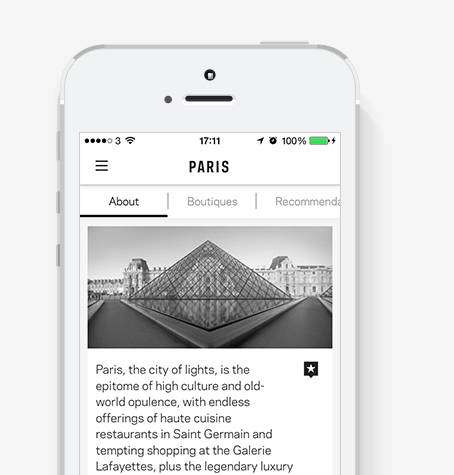 3 17:11 100%
PARIS
About Boutiques Recommenda
Paris, the city of lights, is the
epitome of high culture and old-
world opulence, with endless
offerings of haute cuisine
restaurants in Saint Germain and
tempting shopping at the Galerie
Lafayettes, plus the legendary luxury